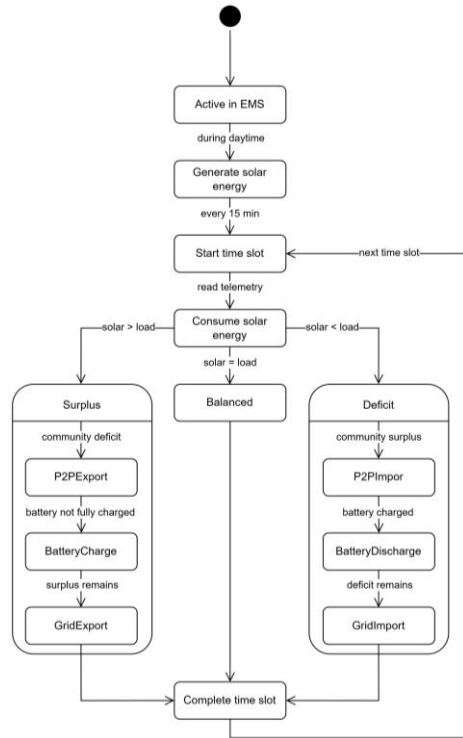 Active in EMS
during daytime
Generate solar
energy
every 15 min
Start time slot
next time slot
read telemetry
Consume solar
energy
solar > load
solar < load
solar = load
Surplus
Balanced
Deficit
community deficit
community surplus
P2PExport
P2PImpor
battery not fully charged
battery charged
BatteryCharge
BatteryDischarge
surplus remains
deficit remains
GridExport
GridImport
Complete time slot